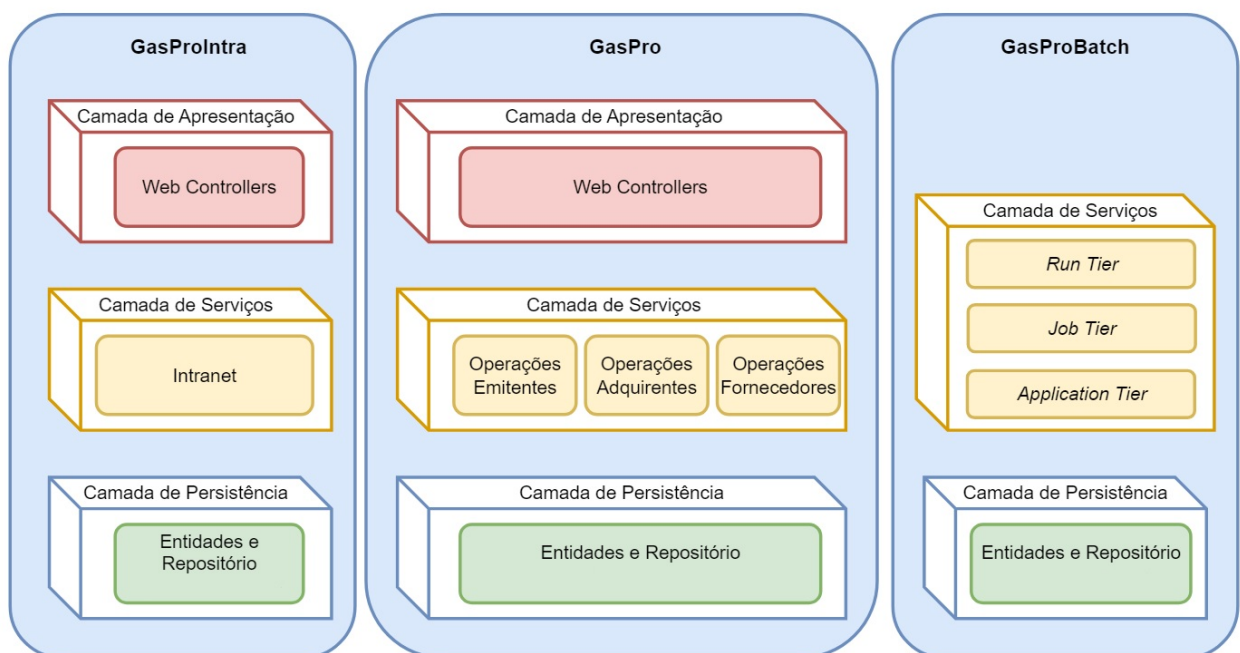 GasProIntra
Camada de Apresentação
Web Controllers
Camada de Serviços
Intranet
Camada de Persistência
Entidades e
Repositório
GasPro
Camada de Apresentação
Web Controllers
Camada de Serviços
Operações
Emitentes
Operações
Adquirentes
Operações
Fornecedores
Camada de Persistência
Entidades e Repositório
GasProBatch
Camada de Serviços
Run Tier
Job Tier
Application Tier
Camada de Persistência
Entidades e Repositório